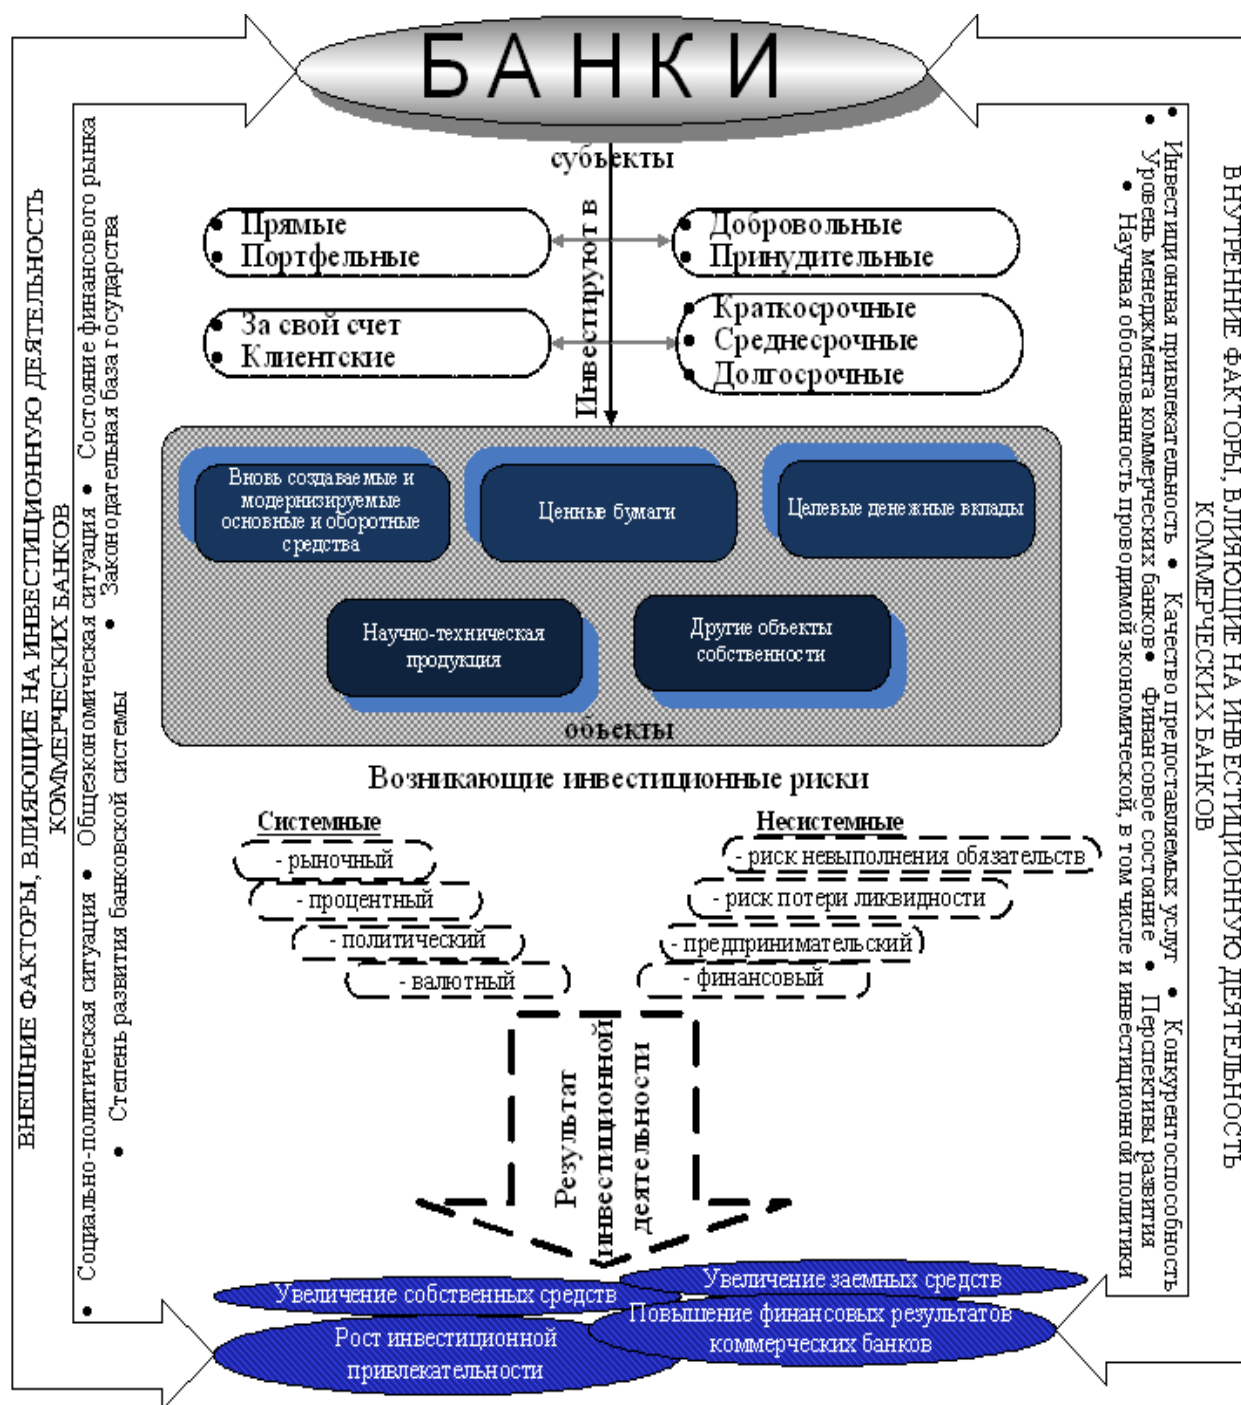 БАНКИ
субъекты
Инвестируют в
• Прямые
• Портфельные
• Добровольные
• Принудительные
• За свой счет
• Клиентские
• Краткосрочные
• Среднесрочные
• Долгосрочные
Вновь создаваемые и
модернизируемые
основные и оборотные
средства
Ценные бумаги
Целевые денежные вклады
Научно-техническая
продукция
Другие объекты
собственности
объекты
Возникающие инвестиционные риски
Системные
- рыночный
- процентный
- политический
- валютный
Несистемные
- риск невыполнения обязательств
- риск потери ликвидности
- предпринимательский
- финансовый
Результат
инвестиционной
деятельности
Увеличение собственных средств
Увеличение заемных средств
Рост инвестиционной
привлекательности
Повышение финансовых результатов
коммерческих банков
ВНЕШНИЕ ФАКТОРЫ, ВЛИЯЮЩИЕ НА ИНВЕСТИЦИОННУЮ ДЕЯТЕЛЬНОСТЬ
КОММЕРЧЕСКИХ БАНКОВ
• Социально-политическая ситуация • Общеэкономическая ситуация • Состояние финансового рынка
• Степень развития банковской системы • Законодательная база государства
ВНУТРЕННИЕ ФАКТОРЫ, ВЛИЯЮЩИЕ НА ИНВЕСТИЦИОННУЮ ДЕЯТЕЛЬНОСТЬ
КОММЕРЧЕСКИХ БАНКОВ
• Инвестиционная привлекательность • Качество предоставляемых услуг • Конкурентоспособность
• Уровень менеджмента коммерческих банков • Финансовое состояние • Перспективы развития
• Научная обоснованность проводимой экономической, в том числе и инвестиционной политики